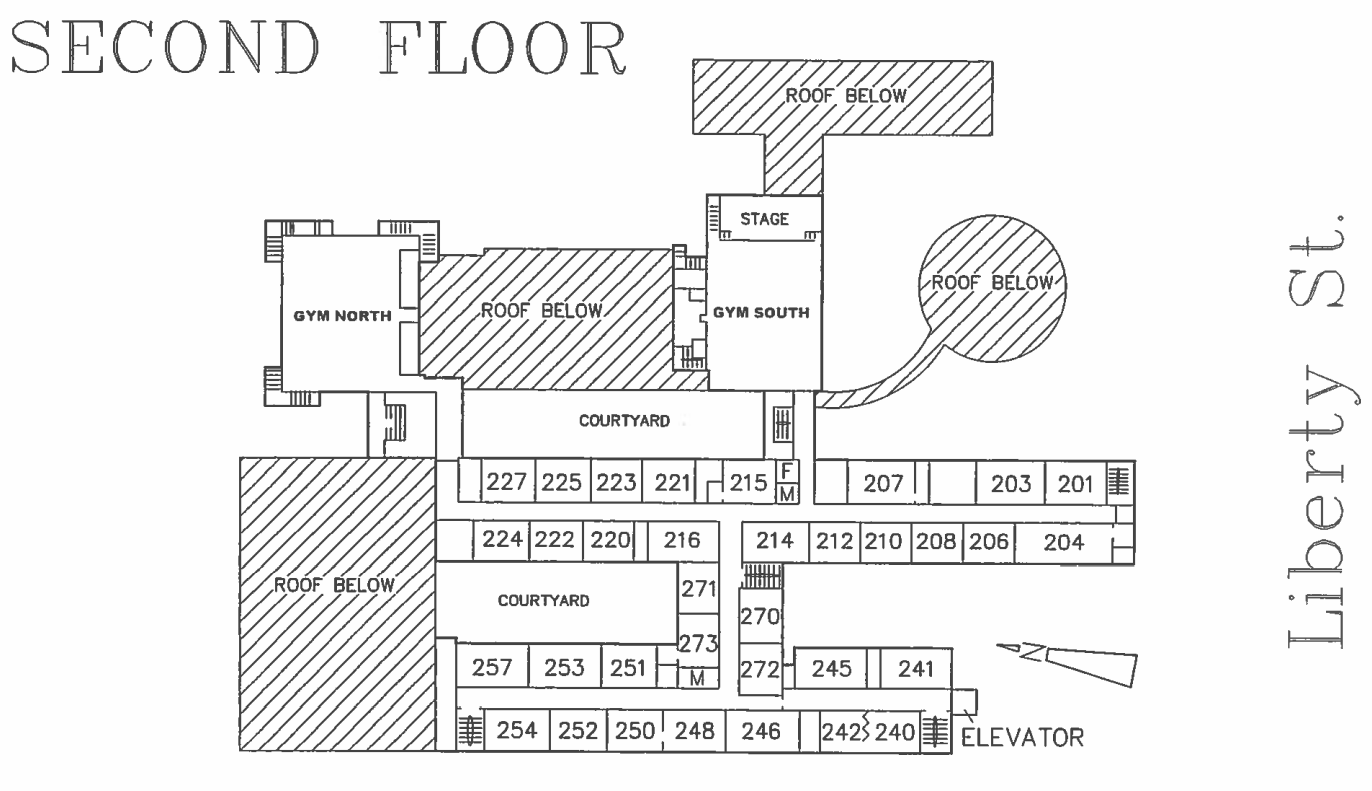 SECOND FLOOR
ROOF BELOW
STAGE
ROOF BELOW
ROOF BELOW
GYM NORTH
GYM SOUTH
Liberty St.
COURTYARD
227 225 223 221 215 F M 207 203 201
224 222 220 216 214 212 210 208 206 204
ROOF BELOW
COURTYARD
271
270
273
272
257 253 251 M 245 241
N
254 252 250 248 246 242 240
ELEVATOR